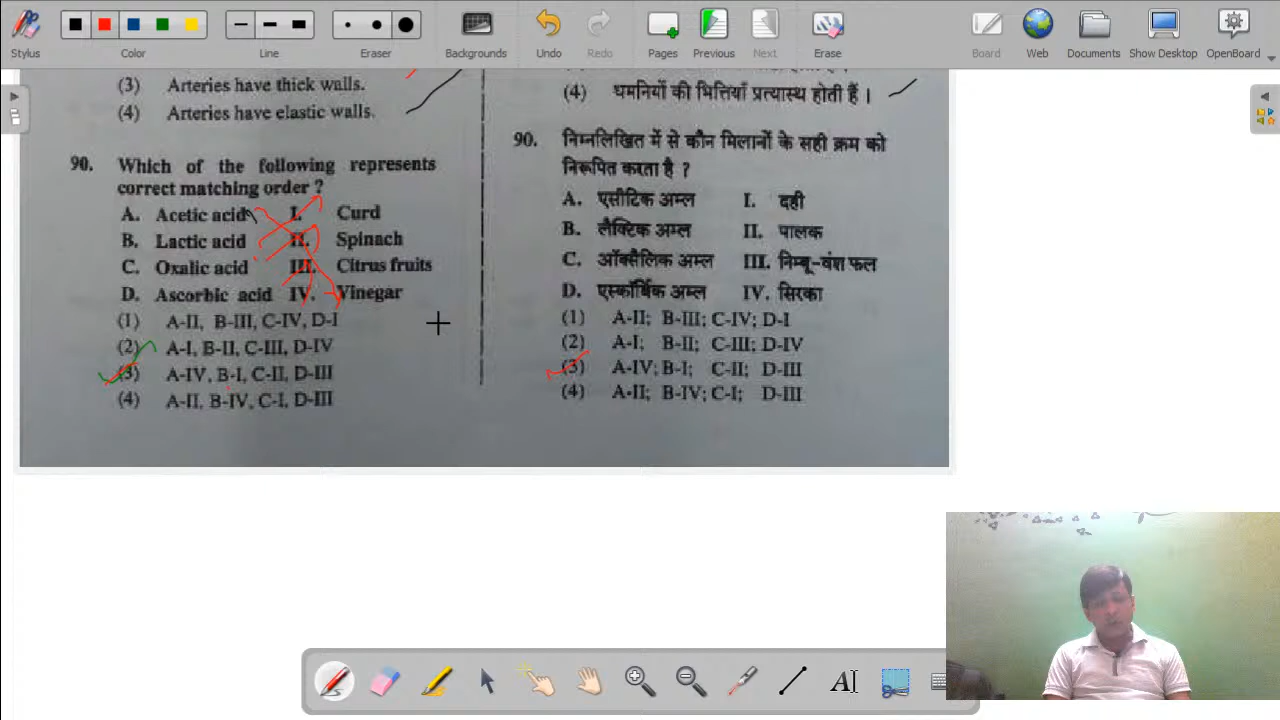 Stylus
Color
Line
Eraser
Backgrounds
Undo
Redo
Pages
Previous
Next
Erase
Board
Web
Documents
Show Desktop
OpenBoard
(3) Arteries have thick walls.
(4) Arteries have elastic walls.
90. Which of the following represents
correct matching order ?
A. Acetic acid I. Curd
B. Lactic acid II. Spinach
C. Oxalic acid III. Citrus fruits
D. Ascorbic acid IV. Vinegar
(1) A-II, B-III, C-IV, D-I
(2) A-I, B-II, C-III, D-IV
(3) A-IV, B-I, C-II, D-III
(4) A-II, B-IV, C-I, D-III
(4) धमनियों की भित्तियाँ प्रत्यास्थ होती हैं ।
90. निम्नलिखित में से कौन मिलानों के सही क्रम को
निरूपित करता है ?
A. एसीटिक अम्ल I. दही
B. लैक्टिक अम्ल II. पालक
C. ऑक्सैलिक अम्ल III. निम्बू-वंश फल
D. एस्कॉर्बिक अम्ल IV. सिरका
(1) A-II; B-III; C-IV; D-I
(2) A-I; B-II; C-III; D-IV
(3) A-IV; B-I; C-II; D-III
(4) A-II; B-IV; C-I; D-III